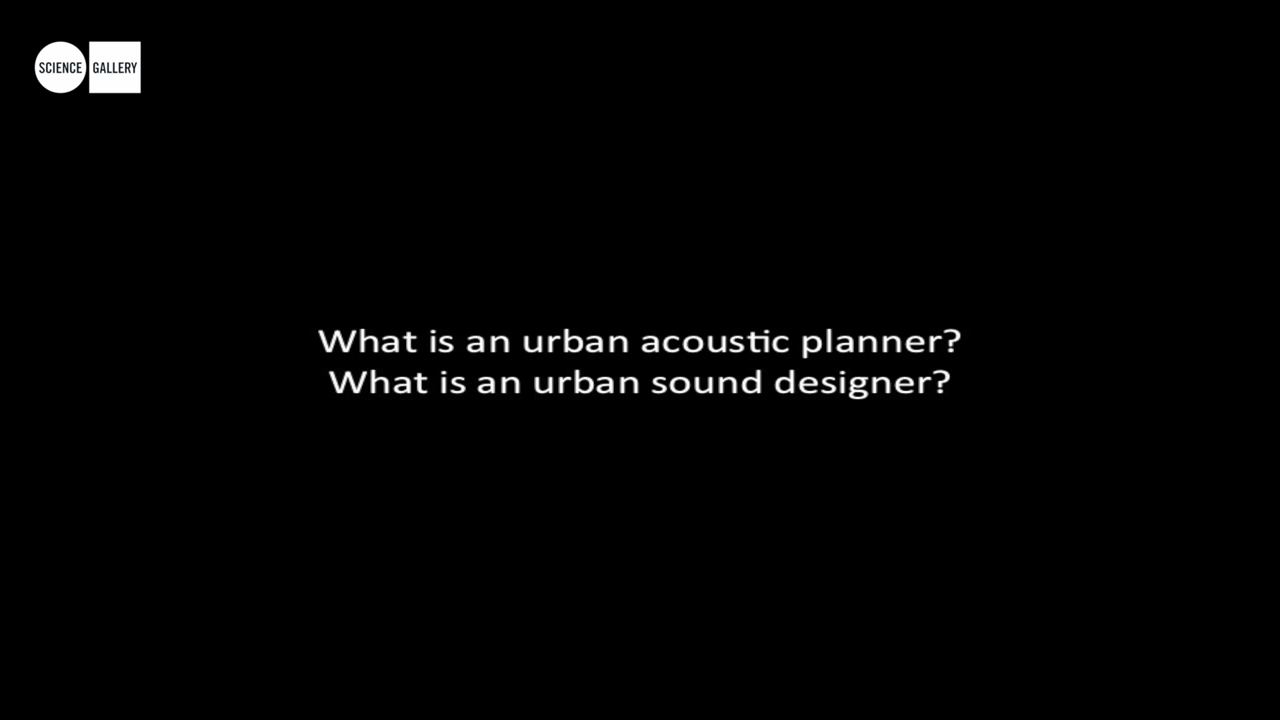 SCIENCE GALLERY
What is an urban acoustic planner?
What is an urban sound designer?